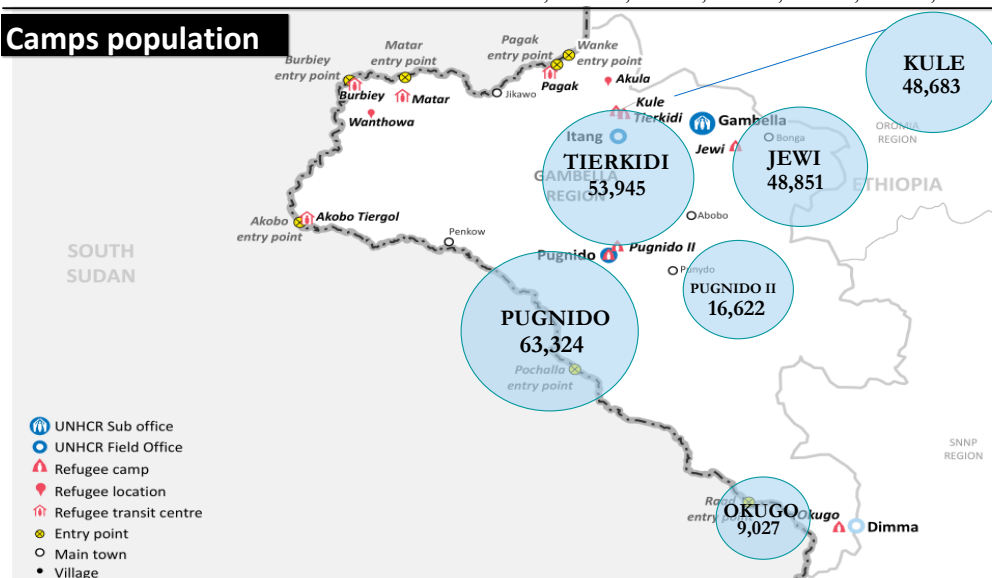 Camps population
Burbiey
entry point
Matar
entry point
Pagak
entry point
Wanke
entry point
KULE
48,683
Burbiey
Matar
Jikawo
Pagak
Akula
Wanthowa
Kule
Tierkidi
Gambella
Itang
Jewi
Bonga
OROMIA
REGION
TIERKIDI
53,945
GAMBELLA
REGION
JEWI
48,851
ETHIOPIA
Akobo
entry point
Akobo Tiergol
Abobo
Penkow
SOUTH
SUDAN
Pugnido
Pugnido II
Punydo
PUGNIDO II
16,622
PUGNIDO
63,324
Pochalla
entry point
UNHCR Sub office
UNHCR Field Office
Refugee camp
Refugee location
Refugee transit centre
Entry point
Main town
Village
SNNP
REGION
Raad
entry point
OKUGO
9,027
Okugo
Dimma